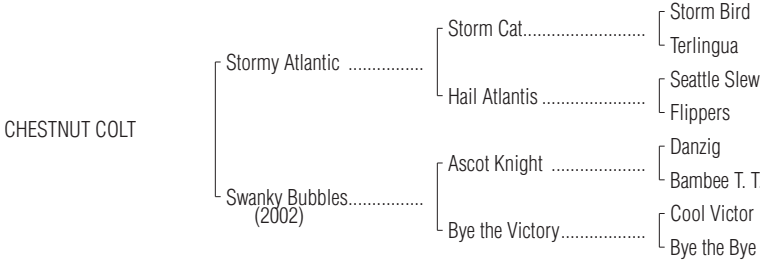 Storm Bird
Storm Cat..........................
Terlingua
Stormy Atlantic ................
Seattle Slew
Hail Atlantis ......................
Flippers
CHESTNUT COLT
Danzig
Ascot Knight ....................
Bambee T. T.
Swanky Bubbles................
(2002)
Cool Victor
Bye the Victory..................
Bye the Bye